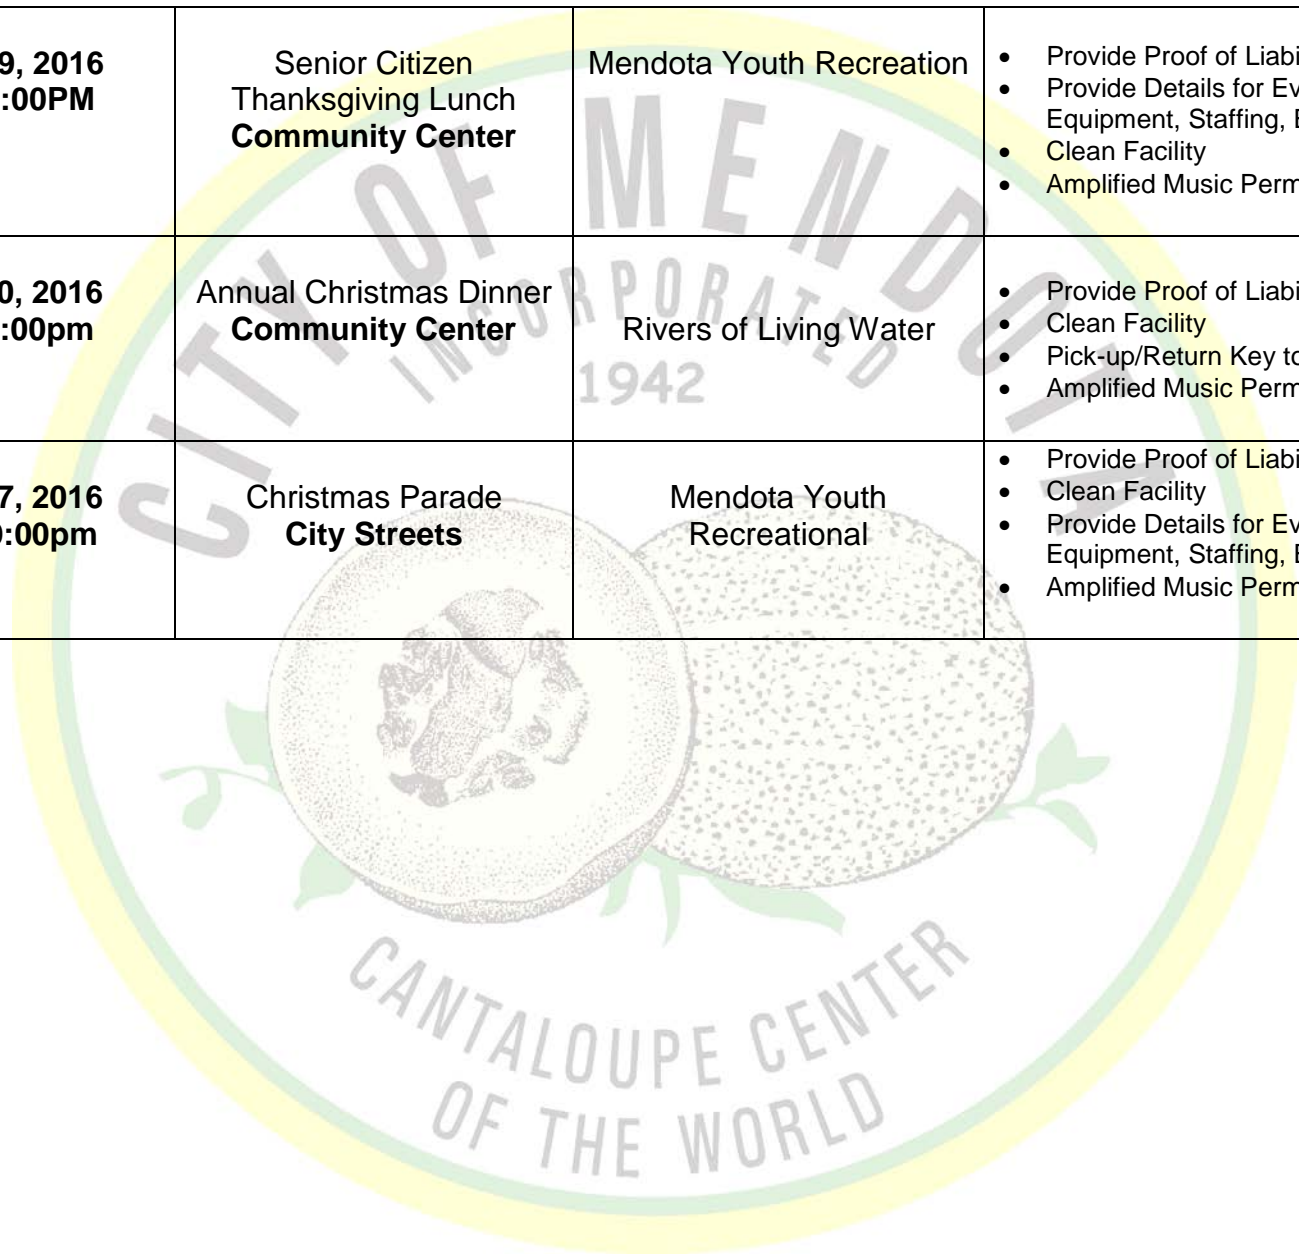 9, 2016
:00PM
Senior Citizen
Thanksgiving Lunch
Community Center
Mendota Youth Recreation
• Provide Proof of Liabi
• Provide Details for Ev
Equipment, Staffing, E
• Clean Facility
• Amplified Music Perm
0, 2016
:00pm
Annual Christmas Dinner
Community Center
Rivers of Living Water
• Provide Proof of Liabi
• Clean Facility
• Pick-up/Return Key to
• Amplified Music Perm
7, 2016
:00pm
Christmas Parade
City Streets
Mendota Youth
Recreational
• Provide Proof of Liabi
• Clean Facility
• Provide Details for Ev
Equipment, Staffing, E
• Amplified Music Perm
CITY OF MENDOTA
INCORPORATED
1942
CANTALOUPE CENTER
OF THE WORLD